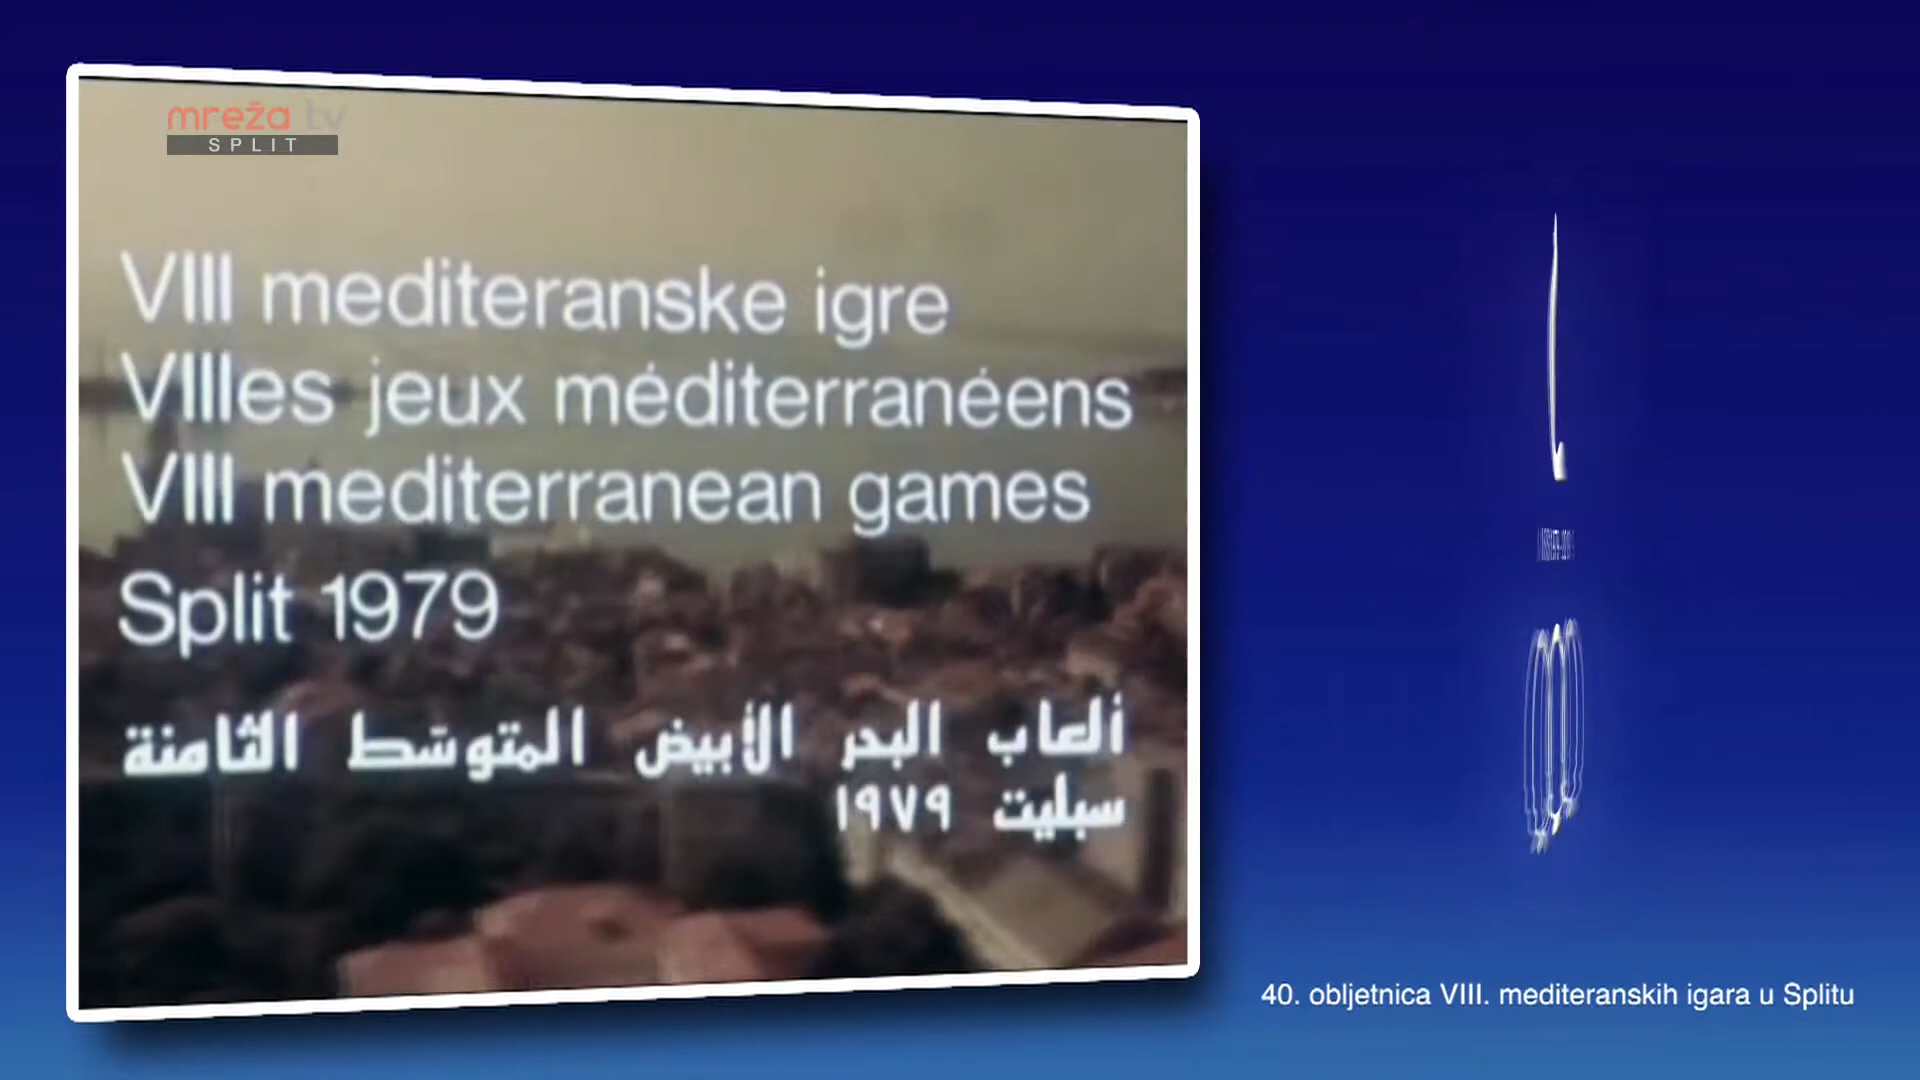 mreža tv
SPLIT
VIII mediteranske igre
VIIIes jeux méditerranéens
VIII mediterranean games
Split 1979
ألعاب البحر الأبيض المتوسّط الثامنة
سبليت ١٩٧٩
40. obljetnica VIII. mediteranskih igara u Splitu